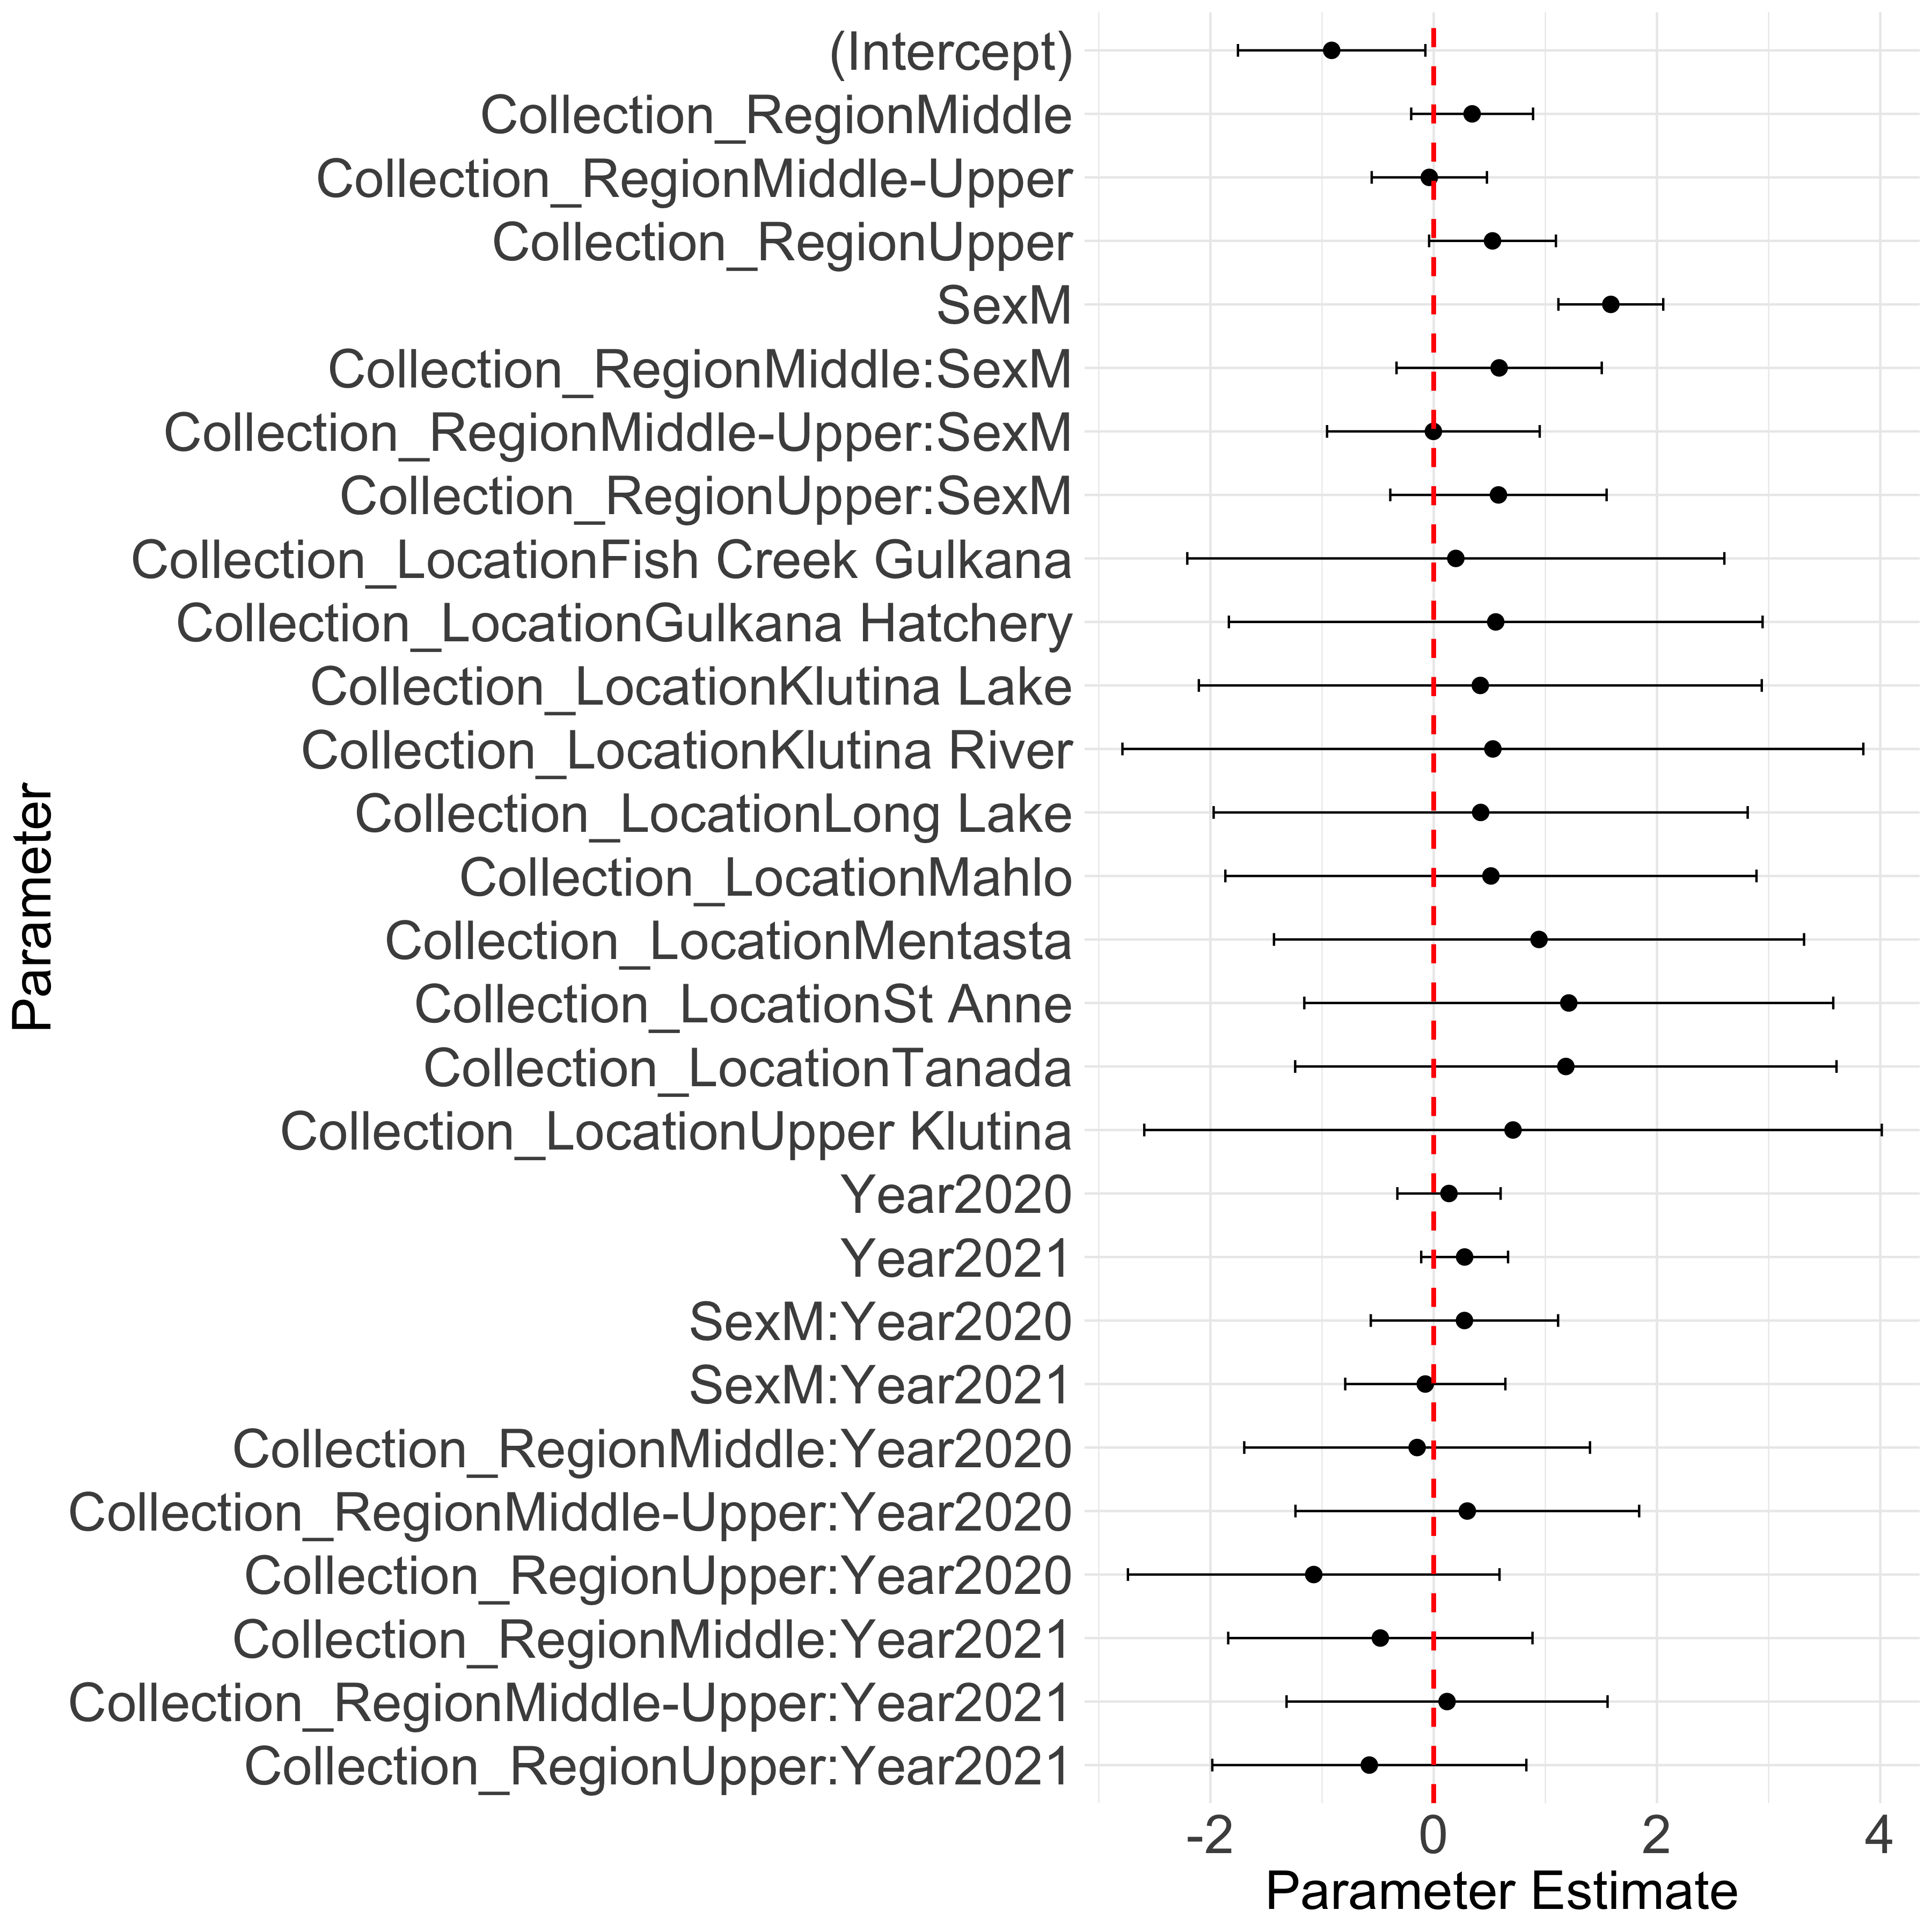 (Intercept)
Collection_RegionMiddle
Collection_RegionMiddle-Upper
Collection_RegionUpper
SexM
Collection_RegionMiddle:SexM
Collection_RegionMiddle-Upper:SexM
Collection_RegionUpper:SexM
Collection_LocationFish Creek Gulkana
Collection_LocationGulkana Hatchery
Collection_LocationKlutina Lake
Collection_LocationKlutina River
Collection_LocationLong Lake
Collection_LocationMahlo
Collection_LocationMentasta
Collection_LocationSt Anne
Collection_LocationTanada
Collection_LocationUpper Klutina
Year2020
Year2021
SexM:Year2020
SexM:Year2021
Collection_RegionMiddle:Year2020
Collection_RegionMiddle-Upper:Year2020
Collection_RegionUpper:Year2020
Collection_RegionMiddle:Year2021
Collection_RegionMiddle-Upper:Year2021
Collection_RegionUpper:Year2021
Parameter
-2 0 2 4
Parameter Estimate